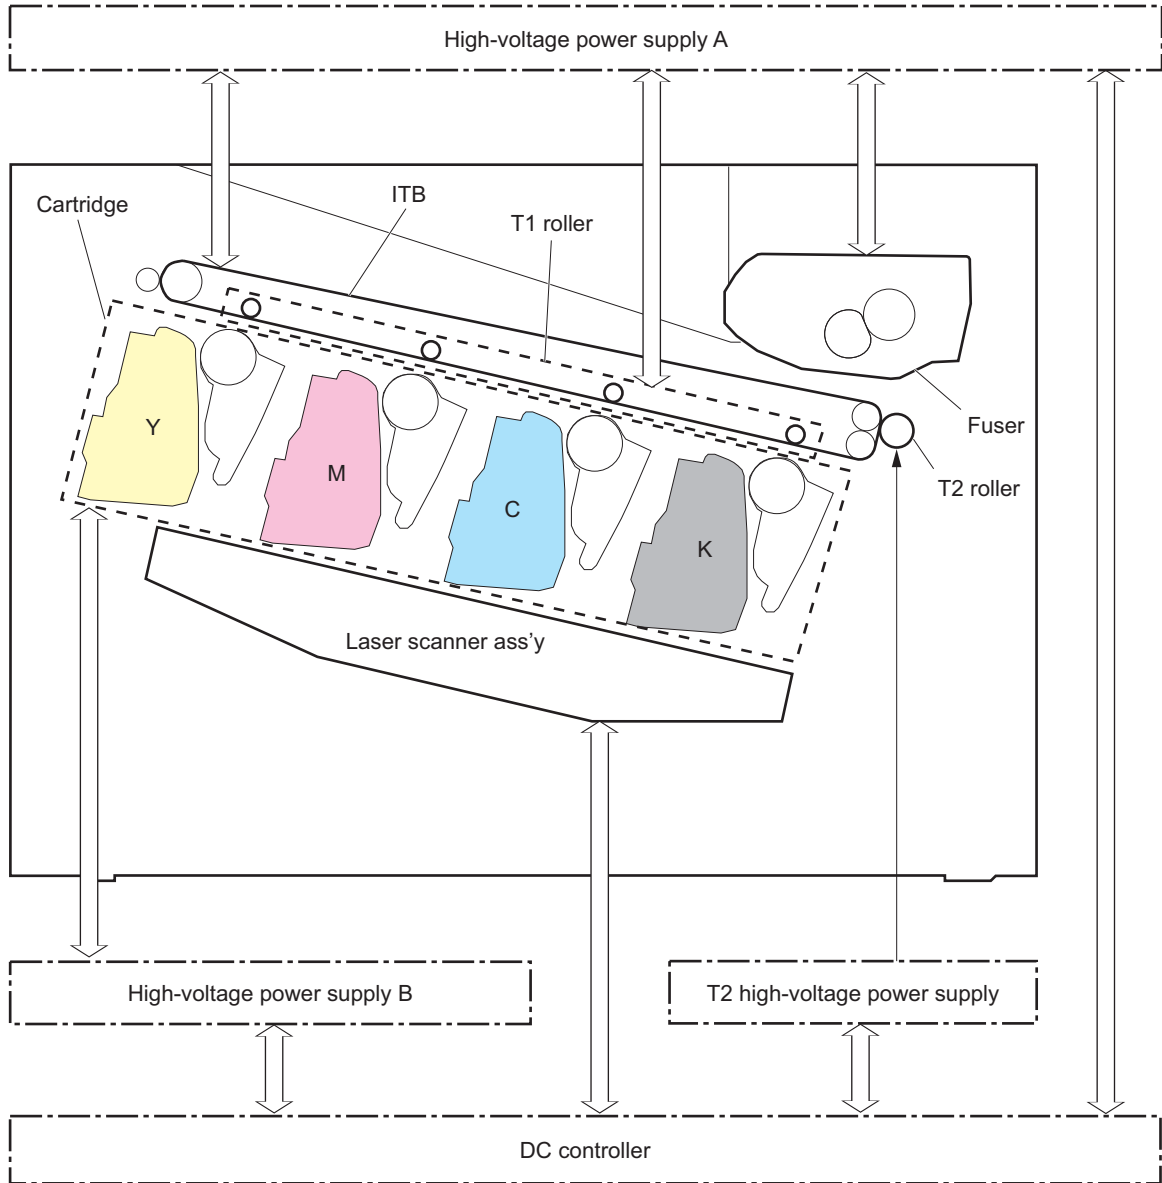 High-voltage power supply A
Cartridge
ITB
T1 roller
Fuser
T2 roller
Y
M
C
K
Laser scanner ass'y
High-voltage power supply B
T2 high-voltage power supply
DC controller